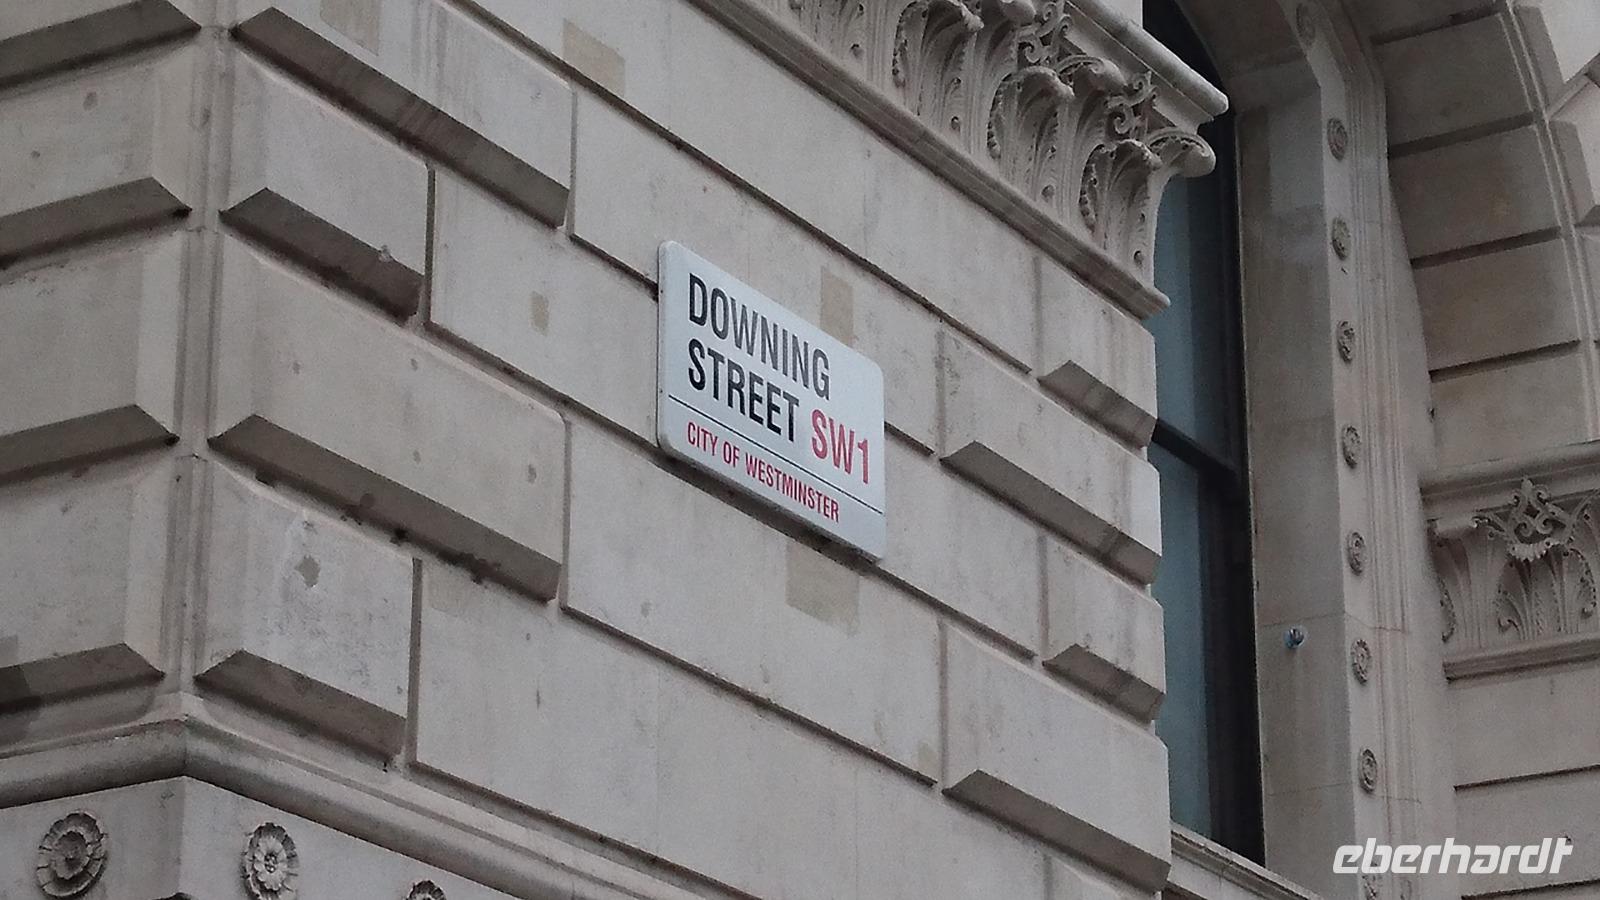 DOWNING
STREET SW1
CITY OF WESTMINSTER
eberhardt